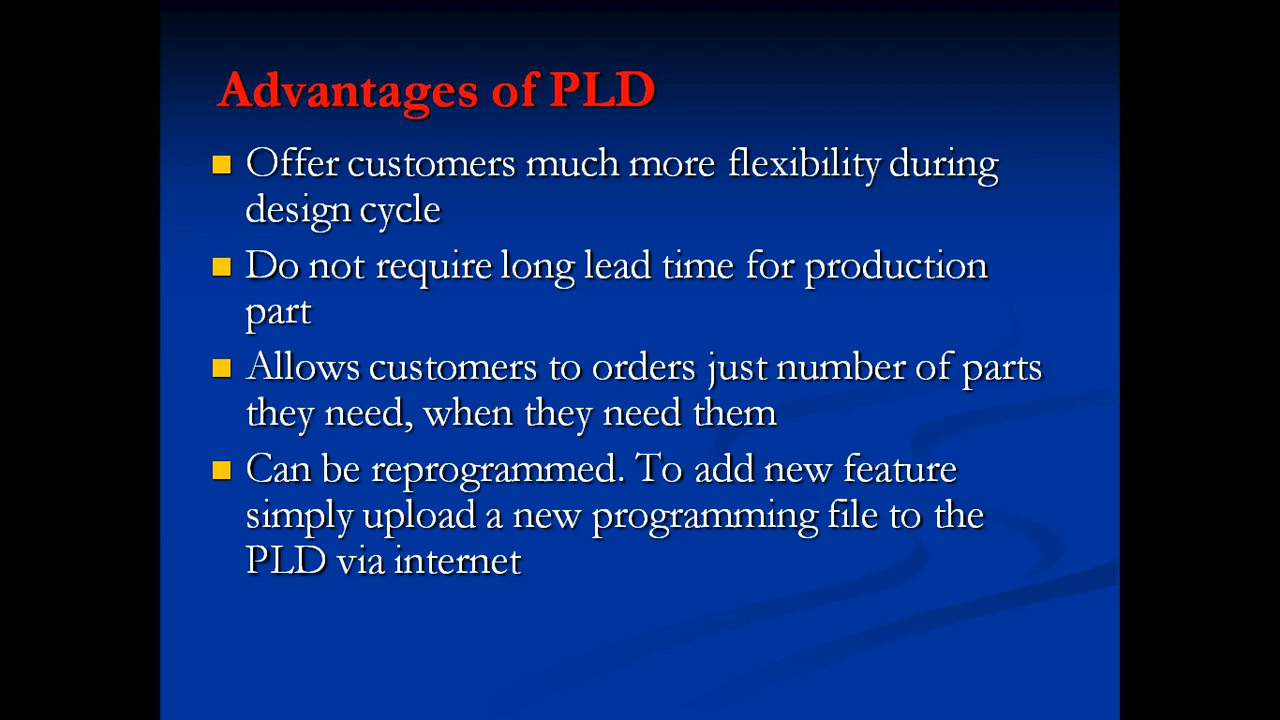 Advantages of PLD
Offer customers much more flexibility during
design cycle
Do not require long lead time for production
part
Allows customers to orders just number of parts
they need, when they need them
Can be reprogrammed. To add new feature
simply upload a new programming file to the
PLD via internet